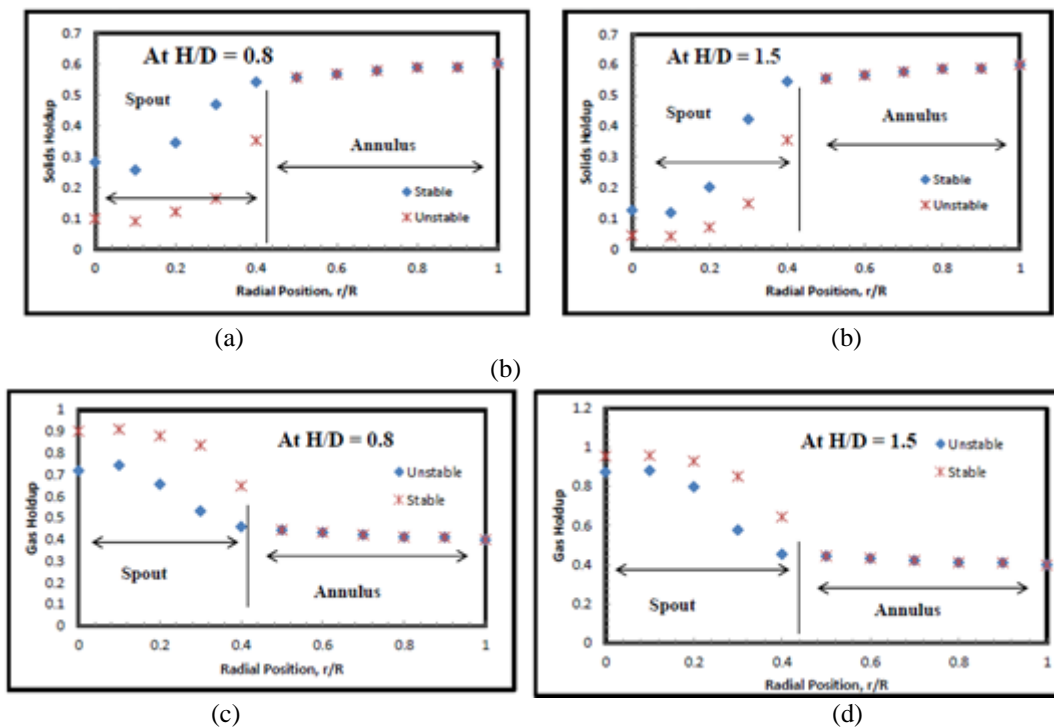 At H/D = 0.8
Solids Holdup
0.7
0.6
0.5
0.4
0.3
0.2
0.1
0
Spout
Annulus
Stable
Unstable
0 0.2 0.4 0.6 0.8 1
Radial Position, r/R
(a)
At H/D = 1.5
Solids Holdup
0.7
0.6
0.5
0.4
0.3
0.2
0.1
0
Spout
Annulus
Stable
Unstable
0 0.2 0.4 0.6 0.8 1
Radial Position, r/R
(b)
(b)
At H/D = 0.8
Gas Holdup
1
0.9
0.8
0.7
0.6
0.5
0.4
0.3
0.2
0.1
0
Unstable
Stable
Spout
Annulus
0 0.2 0.4 0.6 0.8 1
Radial Position, r/R
(c)
At H/D = 1.5
Gas Holdup
1.2
1
0.8
0.6
0.4
0.2
0
Unstable
Stable
Spout
Annulus
0 0.2 0.4 0.6 0.8 1
Radial Position, r/R
(d)